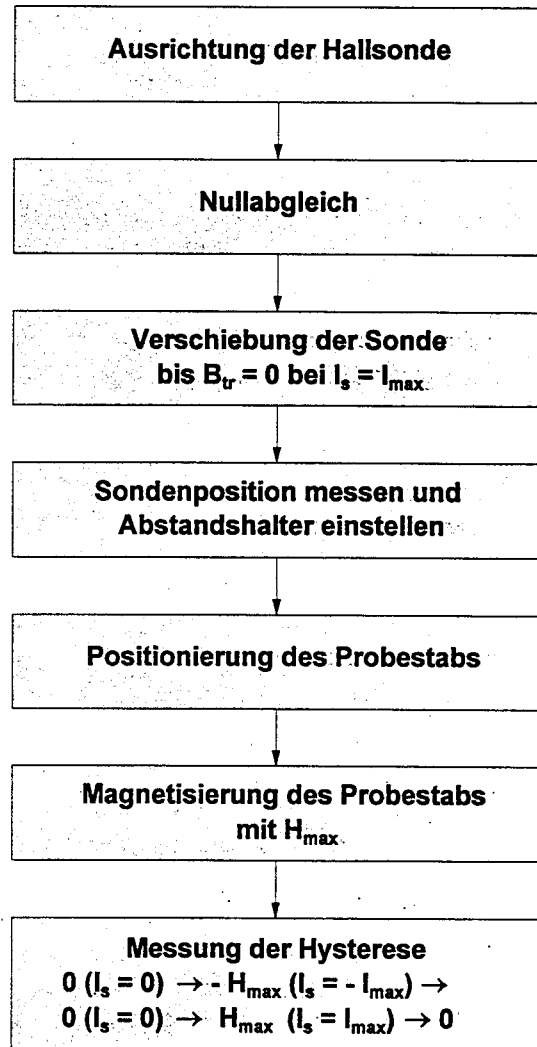 Ausrichtung der Hallsonde
Nullabgleich
Verschiebung der Sonde
bis B_tr = 0 bei I_s = I_max
Sondenposition messen und
Abstandshalter einstellen
Positionierung des Probestabs
Magnetisierung des Probestabs
mit H_max
Messung der Hysterese
0 (I_s = 0) → - H_max (I_s = - I_max) →
0 (I_s = 0) → H_max (I_s = I_max) → 0